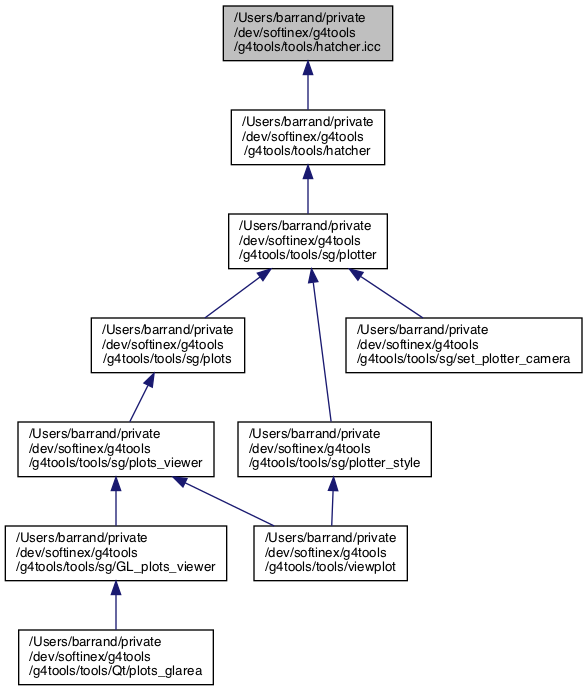 /Users/barrand/private
/dev/softinex/g4tools
/g4tools/tools/hatcher.icc
/Users/barrand/private
/dev/softinex/g4tools
/g4tools/tools/hatcher
/Users/barrand/private
/dev/softinex/g4tools
/g4tools/tools/sg/plotter
/Users/barrand/private
/dev/softinex/g4tools
/g4tools/tools/sg/plots
/Users/barrand/private
/dev/softinex/g4tools
/g4tools/tools/sg/set_plotter_camera
/Users/barrand/private
/dev/softinex/g4tools
/g4tools/tools/sg/plots_viewer
/Users/barrand/private
/dev/softinex/g4tools
/g4tools/tools/sg/plotter_style
/Users/barrand/private
/dev/softinex/g4tools
/g4tools/tools/sg/GL_plots_viewer
/Users/barrand/private
/dev/softinex/g4tools
/g4tools/tools/viewplot
/Users/barrand/private
/dev/softinex/g4tools
/g4tools/tools/Qt/plots_glarea